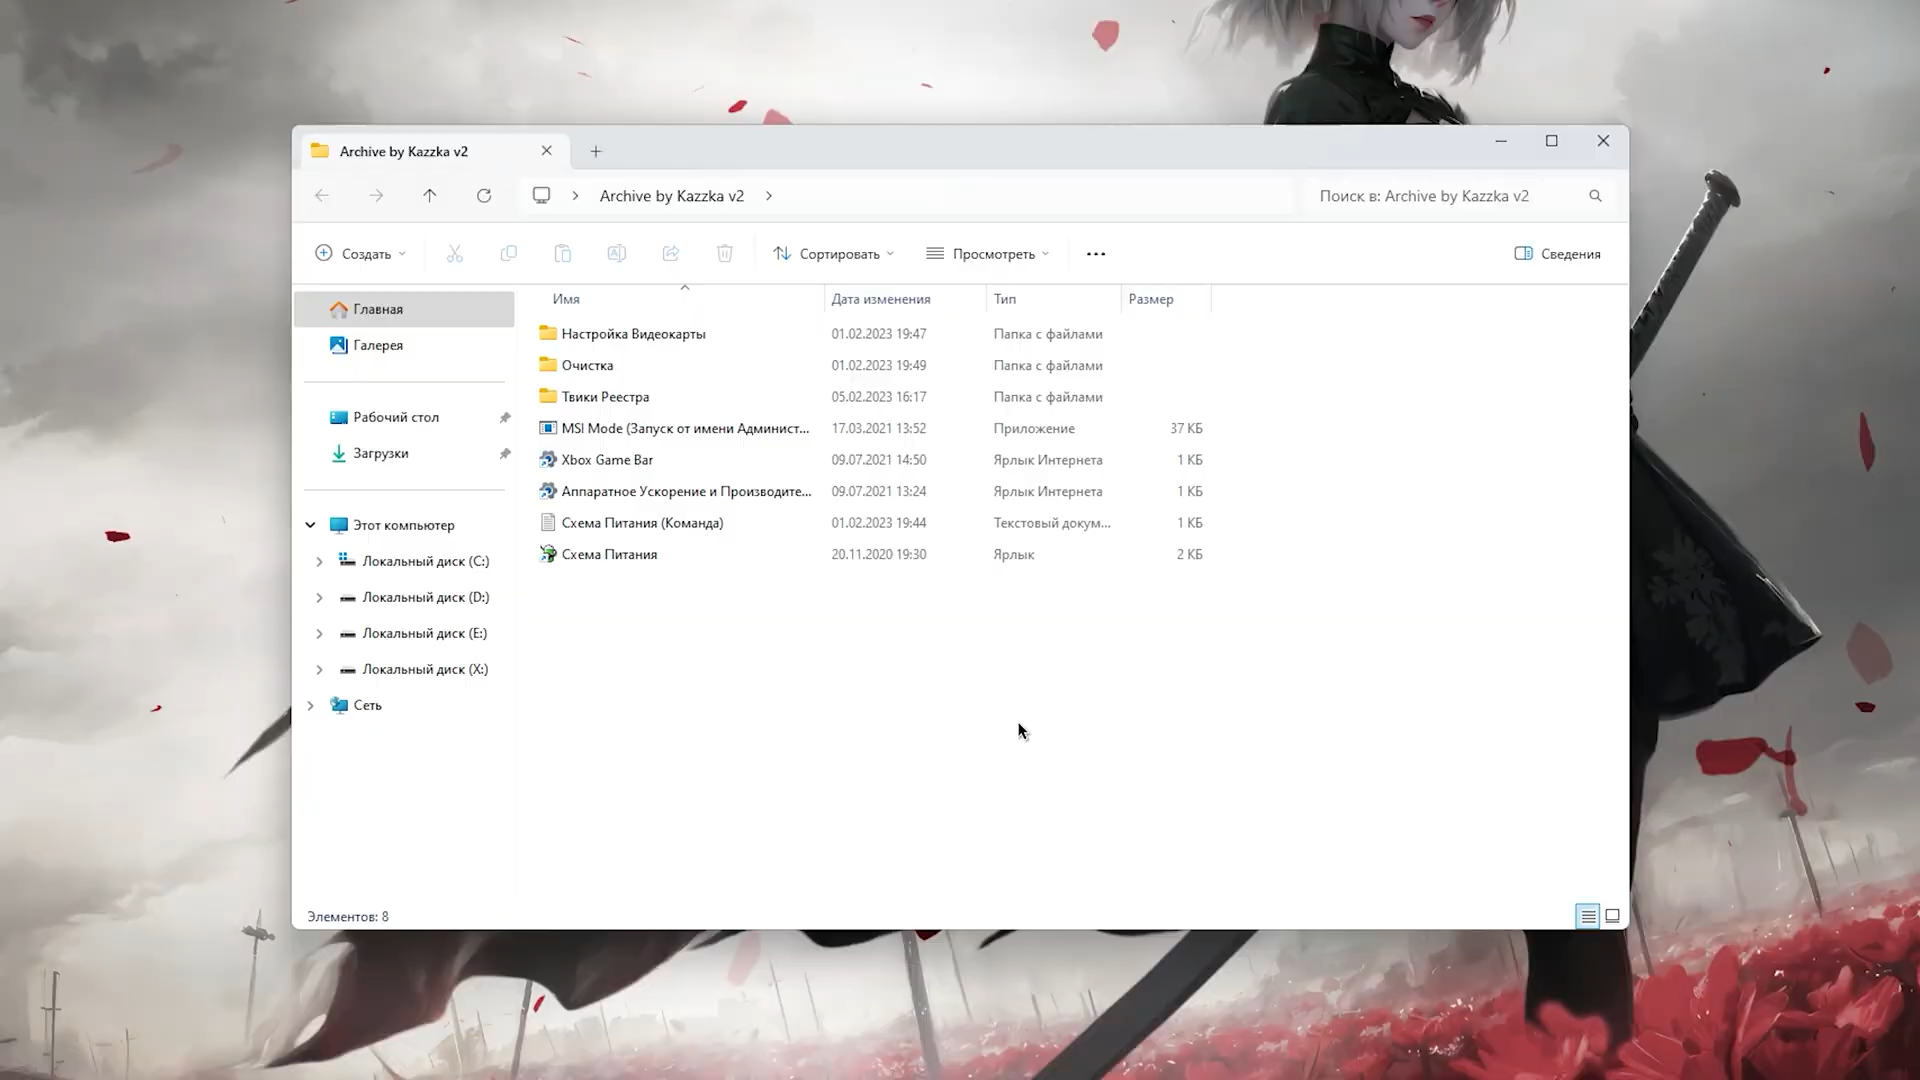 Archive by Kazzka v2
Archive by Kazzka v2
Поиск в: Archive by Kazzka v2
Создать
Сортировать
Просмотреть
Сведения
Главная
Галерея
Рабочий стол
Загрузки
Этот компьютер
Локальный диск (C:)
Локальный диск (D:)
Локальный диск (E:)
Локальный диск (X:)
Сеть
Имя Дата изменения Тип Размер
Настройка Видеокарты 01.02.2023 19:47 Папка с файлами
Очистка 01.02.2023 19:49 Папка с файлами
Твики Реестра 05.02.2023 16:17 Папка с файлами
MSI Mode (Запуск от имени Админист... 17.03.2021 13:52 Приложение 37 КБ
Xbox Game Bar 09.07.2021 14:50 Ярлык Интернета 1 КБ
Аппаратное Ускорение и Производите... 09.07.2021 13:24 Ярлык Интернета 1 КБ
Схема Питания (Команда) 01.02.2023 19:44 Текстовый докум... 1 КБ
Схема Питания 20.11.2020 19:30 Ярлык 2 КБ
Элементов: 8